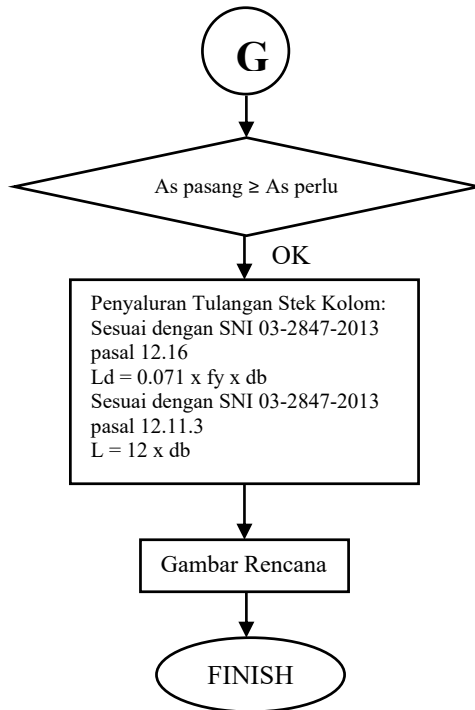 G
As pasang ≥ As perlu
OK
Penyaluran Tulangan Stek Kolom:
Sesuai dengan SNI 03-2847-2013
pasal 12.16
Ld = 0.071 x fy x db
Sesuai dengan SNI 03-2847-2013
pasal 12.11.3
L = 12 x db
Gambar Rencana
FINISH